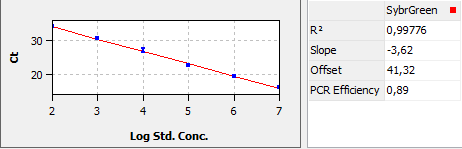 SybrGreen
R² 0,99776
Slope -3,62
Offset 41,32
PCR Efficiency 0,89
Ct
30
20
2 3 4 5 6 7
Log Std. Conc.